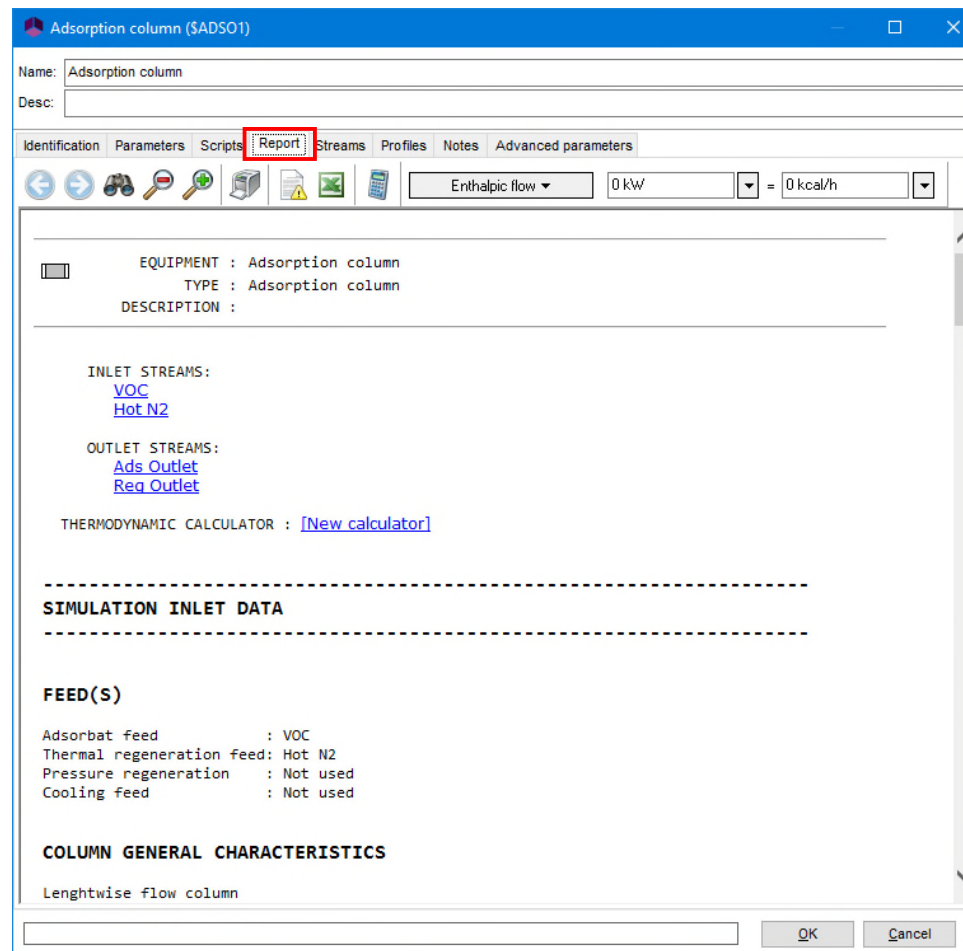 Adsorption column ($ADSO1)
Name: Adsorption column
Desc:
Identification Parameters Scripts Report Streams Profiles Notes Advanced parameters
Enthalpic flow 0 kW = 0 kcal/h
EQUIPMENT : Adsorption column
TYPE : Adsorption column
DESCRIPTION :
INLET STREAMS:
VOC
Hot N2
OUTLET STREAMS:
Ads Outlet
Reg Outlet
THERMODYNAMIC CALCULATOR : [New calculator]
SIMULATION INLET DATA
FEED(S)
Adsorbat feed : VOC
Thermal regeneration feed: Hot N2
Pressure regeneration : Not used
Cooling feed : Not used
COLUMN GENERAL CHARACTERISTICS
Lenghtwise flow column
OK Cancel